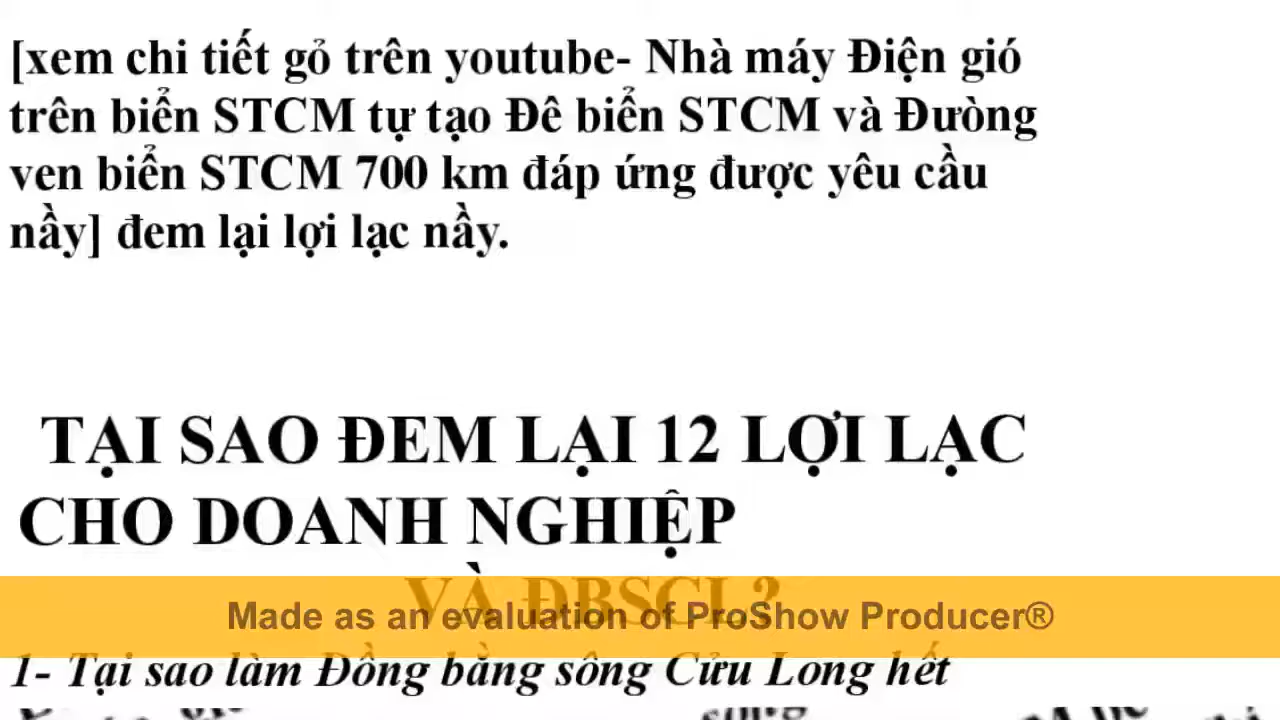 [xem chi tiết gỏ trên youtube- Nhà máy Điện gió
trên biển STCM tự tạo Đê biển STCM và Đưòng
ven biển STCM 700 km đáp ứng được yêu cầu
nầy] đem lại lợi lạc nầy.
TẠI SAO ĐEM LẠI 12 LỢI LẠC
CHO DOANH NGHIỆP
VÀ ĐBSCL?
Made as an evaluation of ProShow Producer®
1- Tại sao làm Đồng bằng sông Cửu Long hết